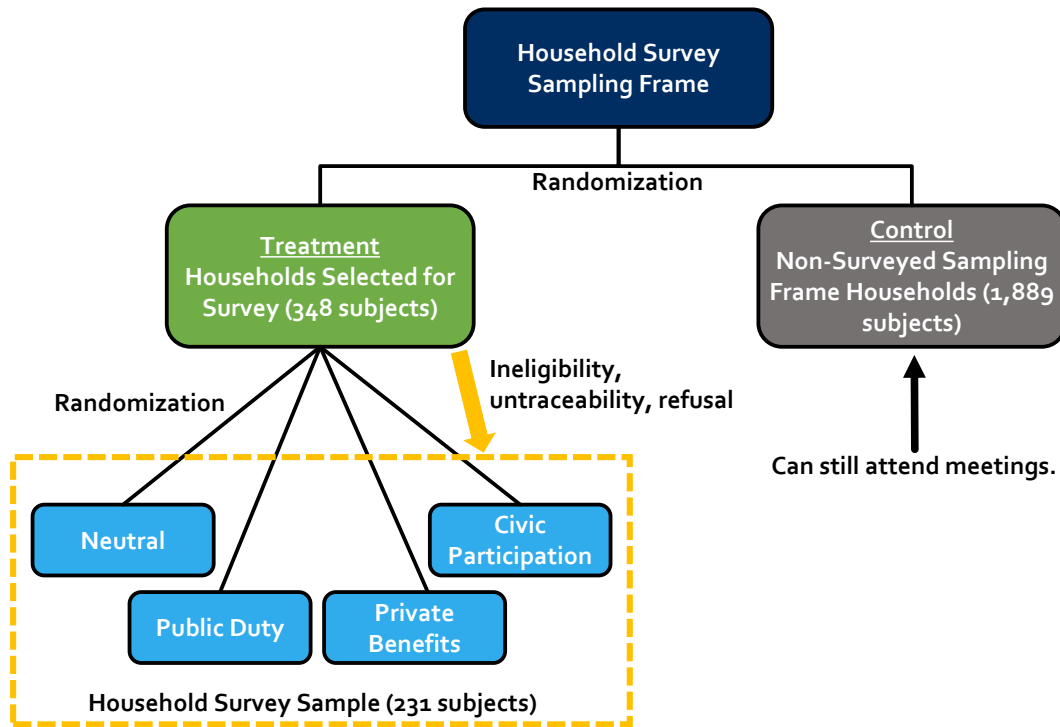 Household Survey
Sampling Frame
Randomization
Treatment
Households Selected for
Survey (348 subjects)
Control
Non-Surveyed Sampling
Frame Households (1,889
subjects)
Ineligibility,
untraceability, refusal
Randomization
Can still attend meetings.
Neutral
Civic
Participation
Public Duty
Private
Benefits
Household Survey Sample (231 subjects)